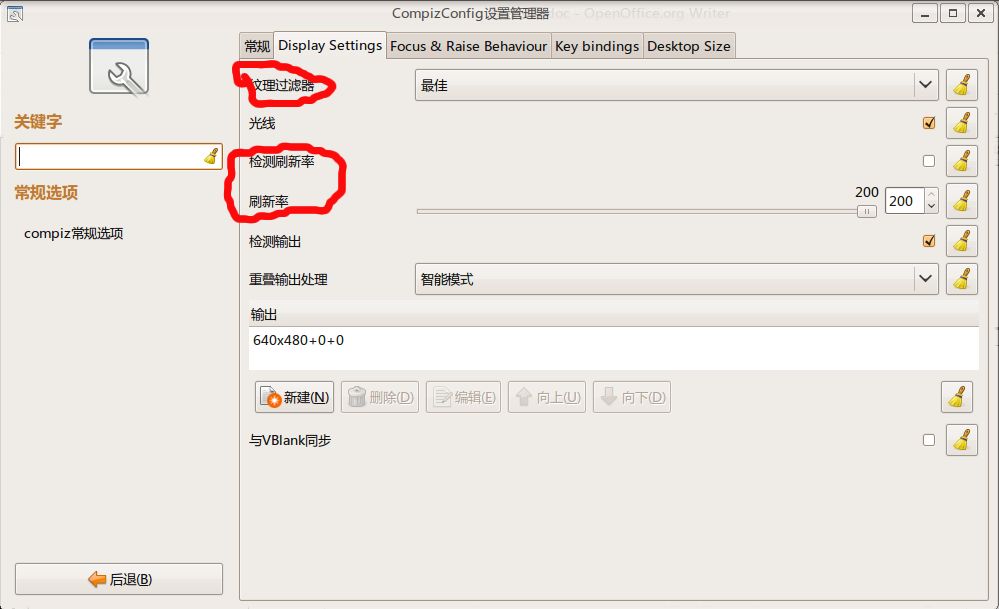 CompizConfig设置管理器
doc - OpenOffice.org Writer
常规 Display Settings Focus & Raise Behaviour Key bindings Desktop Size
纹理过滤器 最佳
关键字
光线
检测刷新率
常规选项
刷新率 200 200
compiz常规选项
检测输出
重叠输出处理 智能模式
输出
640x480+0+0
新建(N) 删除(D) 编辑(E) 向上(U) 向下(D)
与VBlank同步
后退(B)